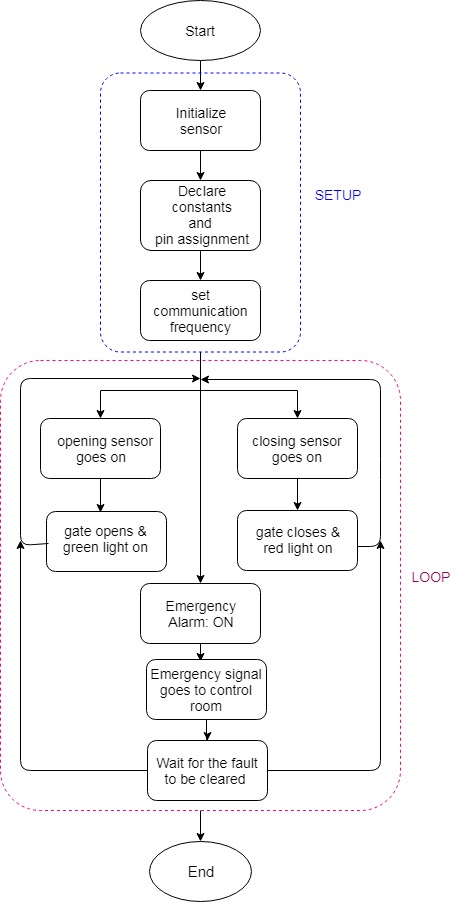 Start
Initialize
sensor
Declare
constants
and
pin assignment
SETUP
set
communication
frequency
opening sensor
goes on
closing sensor
goes on
gate opens &
green light on
gate closes &
red light on
LOOP
Emergency
Alarm: ON
Emergency signal
goes to control
room
Wait for the fault
to be cleared
End